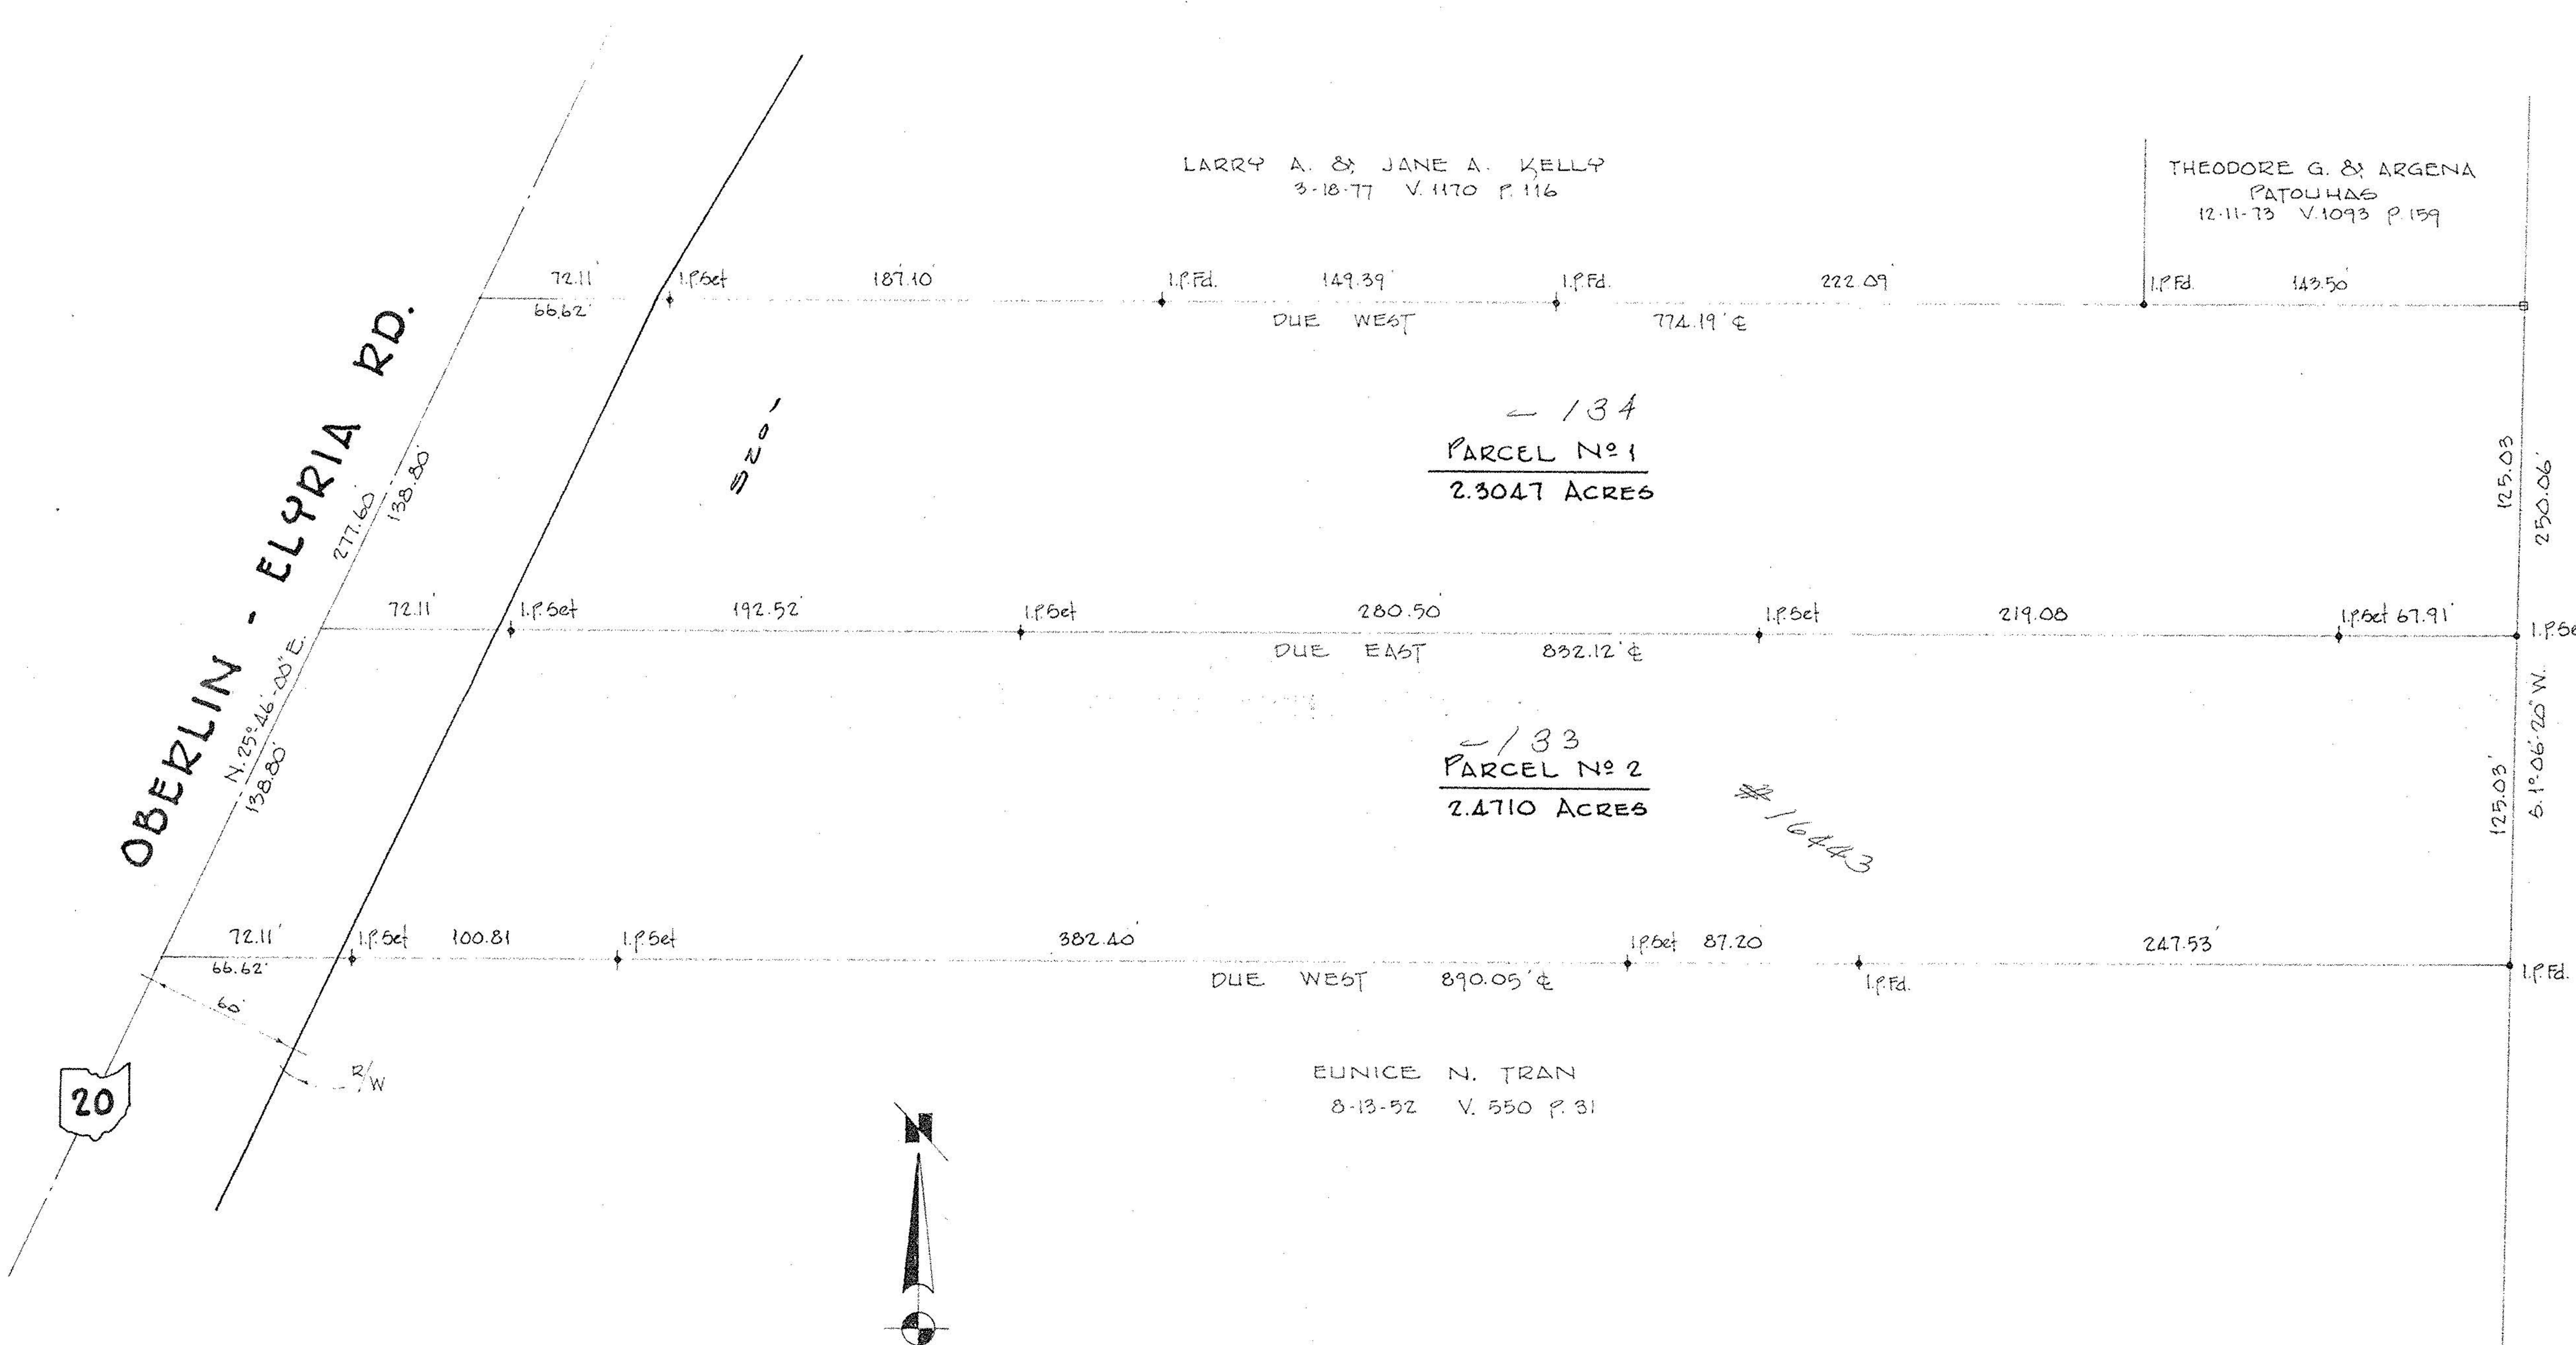 LARRY A. & JANE A. KELLY
3-18-77 V. 1170 P. 116
THEODORE G. & ARGENA
PATOUHAS
12-11-73 V. 1093 P. 159
72.11' I.P.Set 187.10' I.P.Fd. 149.39' I.P.Fd. 222.09' I.P.Fd. 143.50'
66.62' DUE WEST 774.19' ℄
OBERLIN - ELYRIA RD.
277.60'
138.80'
N. 25°-46'-00" E.
138.80'
- 134
PARCEL Nº 1
2.3047 ACRES
125.03
250.06'
72.11' I.P.Set 192.52' I.P.Set 280.50' I.P.Set 219.08 I.P.Set 67.91' I.P.Se
DUE EAST 832.12' ℄
- 133
PARCEL Nº 2
2.4710 ACRES
16443
125.03'
S. 1°-06'-20" W.
72.11' I.P.Set 100.81 I.P.Set 382.40' I.P.Set 87.20' 247.53'
66.62' DUE WEST 890.05' ℄ I.P.Fd. I.P.Fd.
60'
R/W
20
EUNICE N. TRAN
8-13-52 V. 550 P. 31
N